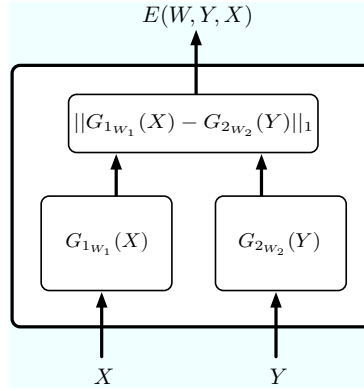 E(W, Y, X)
||G_{1_{W_1}}(X) − G_{2_{W_2}}(Y)||_1
G_{1_{W_1}}(X) G_{2_{W_2}}(Y)
X Y